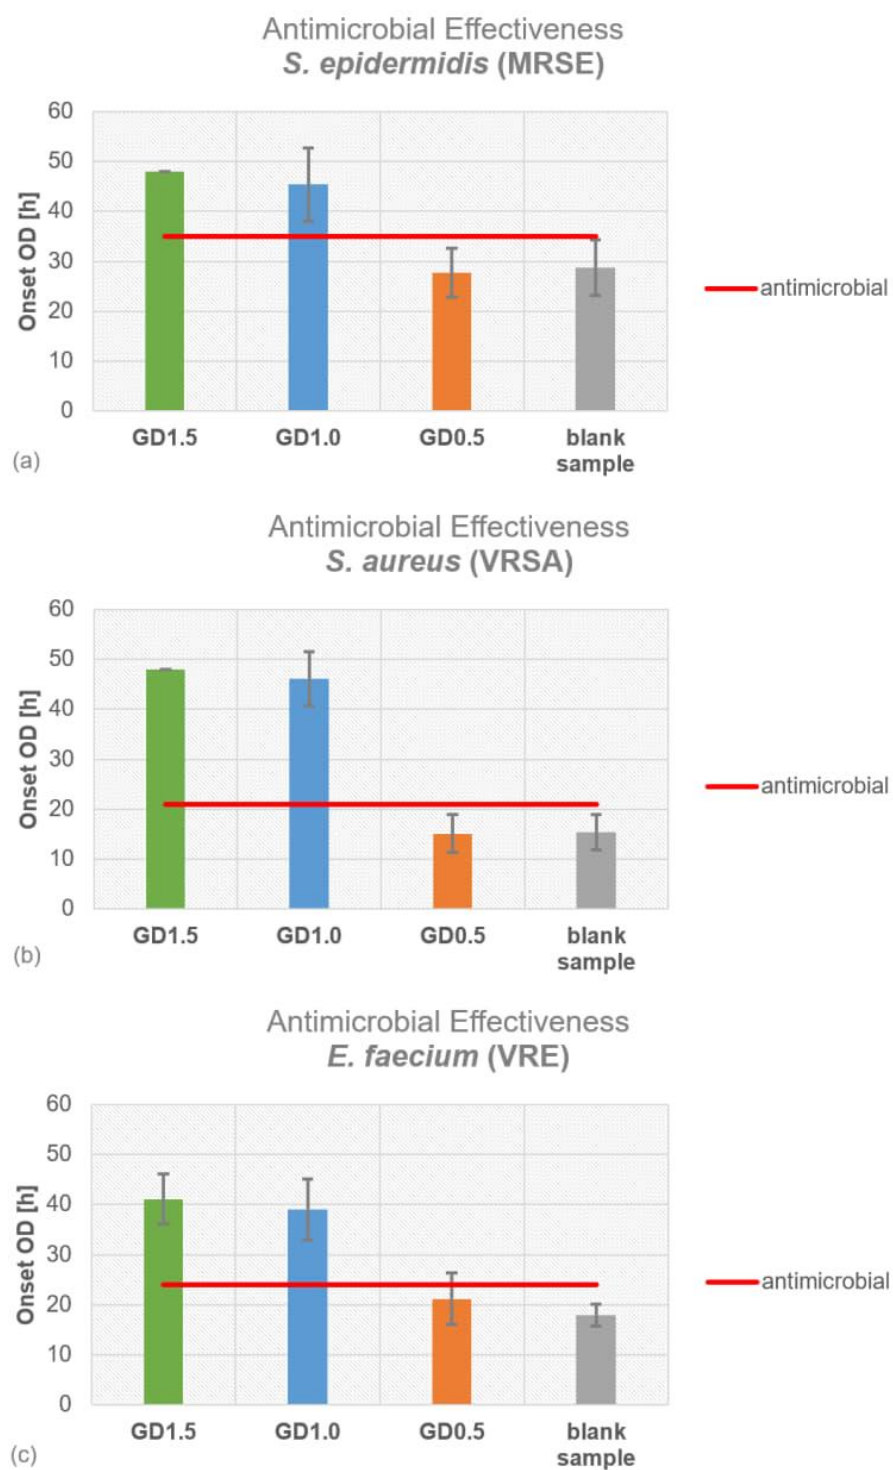 Antimicrobial Effectiveness
S. epidermidis (MRSE)
60
50
40
30
20
10
0
Onset OD [h]
antimicrobial
GD1.5 GD1.0 GD0.5 blank sample
(a)
Antimicrobial Effectiveness
S. aureus (VRSA)
60
50
40
30
20
10
0
Onset OD [h]
antimicrobial
GD1.5 GD1.0 GD0.5 blank sample
(b)
Antimicrobial Effectiveness
E. faecium (VRE)
60
50
40
30
20
10
0
Onset OD [h]
antimicrobial
GD1.5 GD1.0 GD0.5 blank sample
(c)